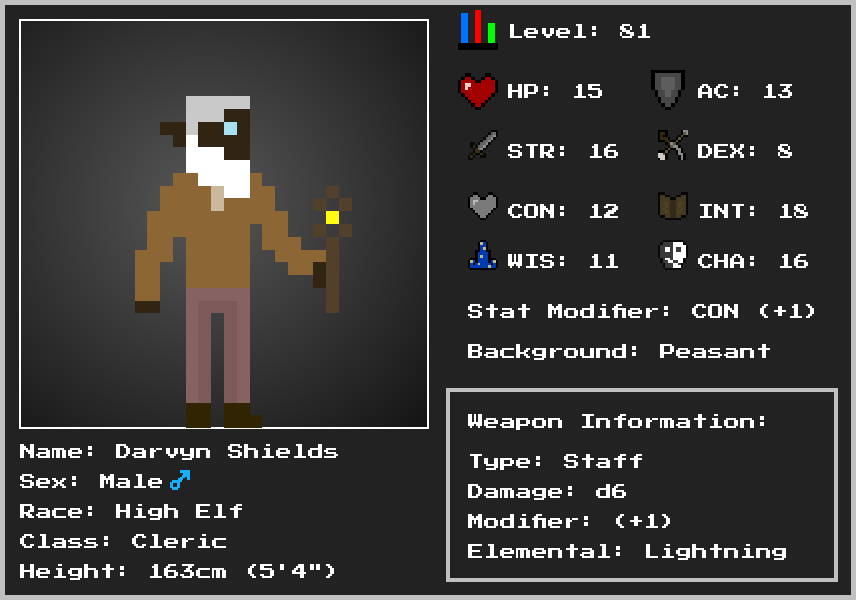 Level: 81
HP: 15
AC: 13
STR: 16
DEX: 8
CON: 12
INT: 18
WIS: 11
CHA: 16
Stat Modifier: CON (+1)
Background: Peasant
Weapon Information:
Type: Staff
Damage: d6
Modifier: (+1)
Elemental: Lightning
Name: Darvyn Shields
Sex: Male♂
Race: High Elf
Class: Cleric
Height: 163cm (5'4")